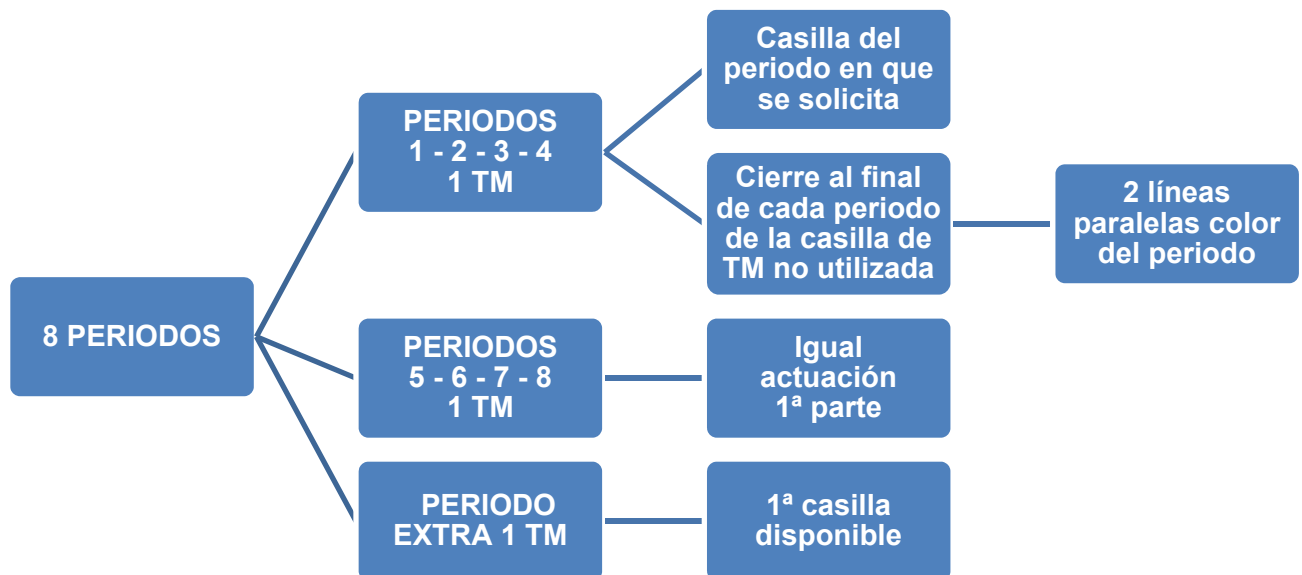 8 PERIODOS
PERIODOS
1 - 2 - 3 - 4
1 TM
Casilla del
periodo en que
se solicita
Cierre al final
de cada periodo
de la casilla de
TM no utilizada
2 líneas
paralelas color
del periodo
PERIODOS
5 - 6 - 7 - 8
1 TM
Igual
actuación
1ª parte
PERIODO
EXTRA 1 TM
1ª casilla
disponible